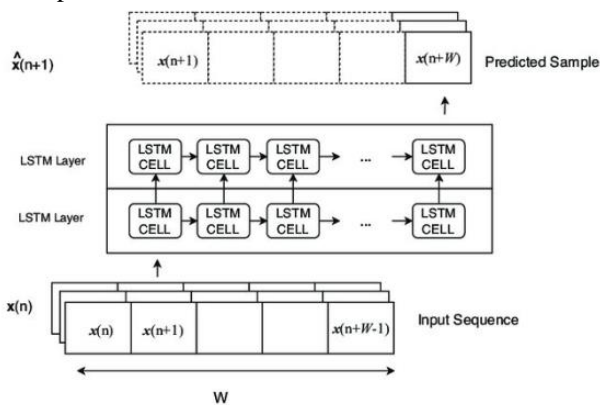 x̂(n+1)
x(n+1)
x(n+W)
Predicted Sample
LSTM Layer
LSTM CELL
LSTM CELL
LSTM CELL
...
LSTM CELL
LSTM Layer
LSTM CELL
LSTM CELL
LSTM CELL
...
LSTM CELL
x(n)
x(n)
x(n+1)
x(n+W-1)
Input Sequence
W